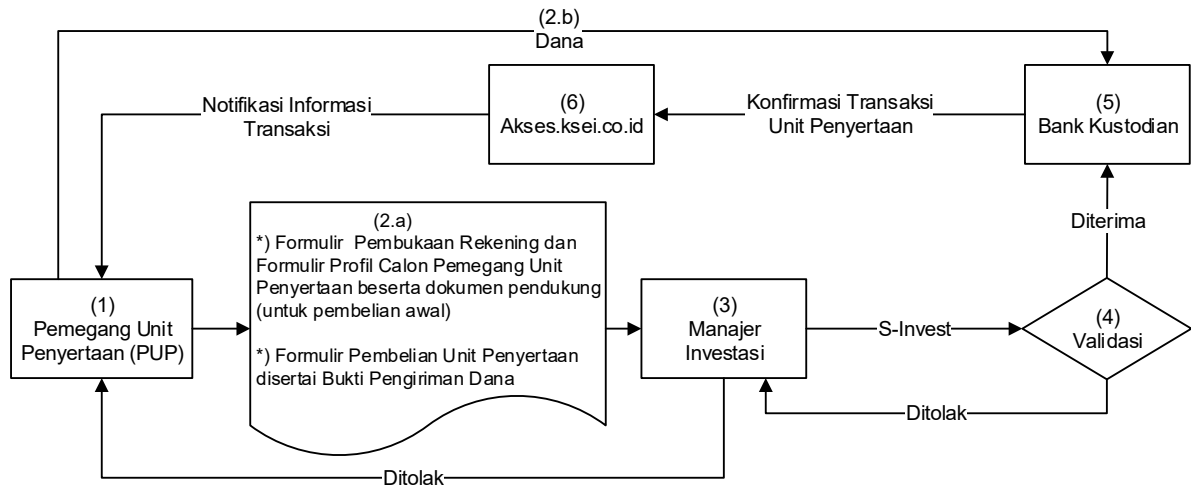 (2.b)
Dana
Notifikasi Informasi
Transaksi
(6)
Akses.ksei.co.id
Konfirmasi Transaksi
Unit Penyertaan
(5)
Bank Kustodian
(2.a)
*) Formulir Pembukaan Rekening dan
Formulir Profil Calon Pemegang Unit
Penyertaan beserta dokumen pendukung
(untuk pembelian awal)
*) Formulir Pembelian Unit Penyertaan
disertai Bukti Pengiriman Dana
Diterima
(1)
Pemegang Unit
Penyertaan (PUP)
(3)
Manajer
Investasi
S-Invest
(4)
Validasi
Ditolak
Ditolak